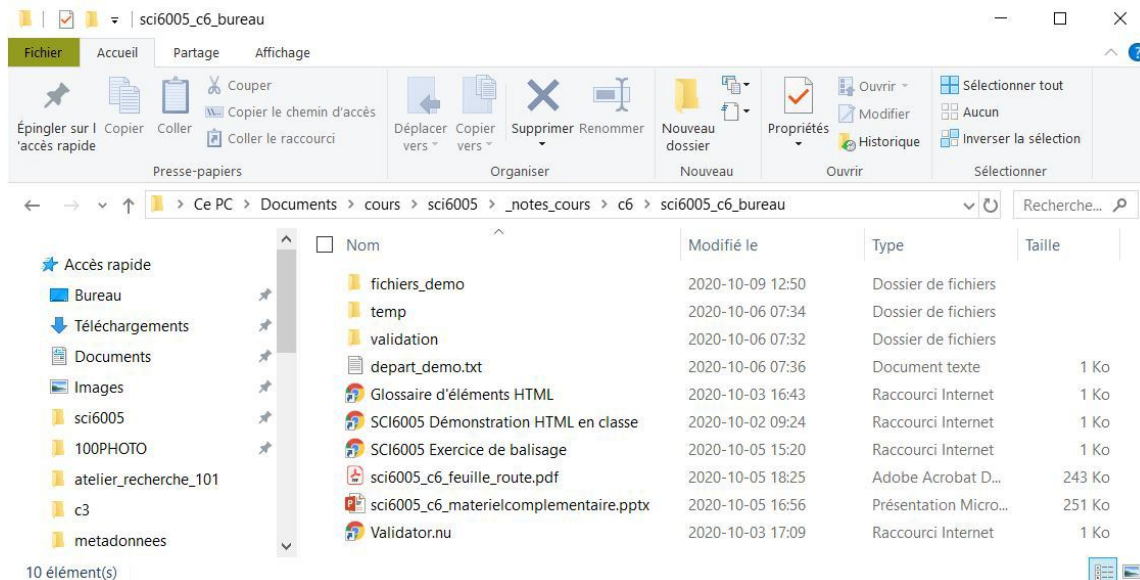 sci6005_c6_bureau
Fichier Accueil Partage Affichage
Épingler sur l'accès rapide
Copier
Coller
Couper
Copier le chemin d'accès
Coller le raccourci
Presse-papiers
Déplacer vers
Copier vers
Supprimer
Renommer
Organiser
Nouveau dossier
Nouveau
Propriétés
Ouvrir
Modifier
Historique
Ouvrir
Sélectionner tout
Aucun
Inverser la sélection
Sélectionner
Ce PC > Documents > cours > sci6005 > _notes_cours > c6 > sci6005_c6_bureau
Recherche...
Accès rapide
Bureau
Téléchargements
Documents
Images
sci6005
100PHOTO
atelier_recherche_101
c3
metadonnees
Nom Modifié le Type Taille
fichiers_demo 2020-10-09 12:50 Dossier de fichiers
temp 2020-10-06 07:34 Dossier de fichiers
validation 2020-10-06 07:32 Dossier de fichiers
depart_demo.txt 2020-10-06 07:36 Document texte 1 Ko
Glossaire d'éléments HTML 2020-10-03 16:43 Raccourci Internet 1 Ko
SCI6005 Démonstration HTML en classe 2020-10-02 09:24 Raccourci Internet 1 Ko
SCI6005 Exercice de balisage 2020-10-05 15:20 Raccourci Internet 1 Ko
sci6005_c6_feuille_route.pdf 2020-10-05 18:25 Adobe Acrobat D... 243 Ko
sci6005_c6_materielcomplementaire.pptx 2020-10-05 16:56 Présentation Micro... 251 Ko
Validator.nu 2020-10-03 17:09 Raccourci Internet 1 Ko
10 élément(s)